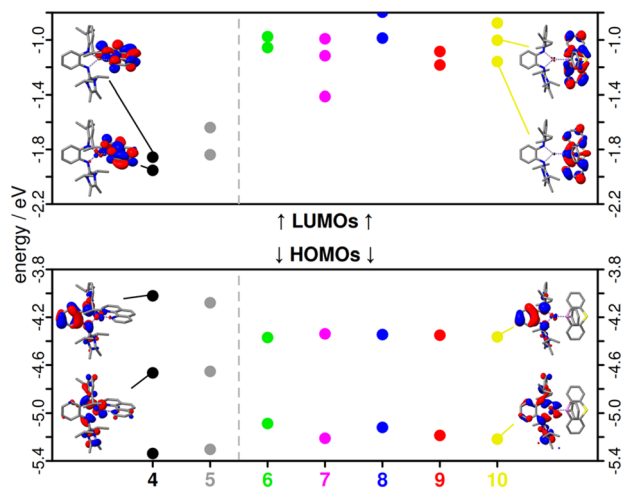 -1.0 -1.0
-1.4 -1.4
-1.8 -1.8
-2.2 -2.2
energy / eV
↑ LUMOs ↑
↓ HOMOs ↓
-3.8 -3.8
-4.2 -4.2
-4.6 -4.6
-5.0 -5.0
-5.4 -5.4
4 5 6 7 8 9 10